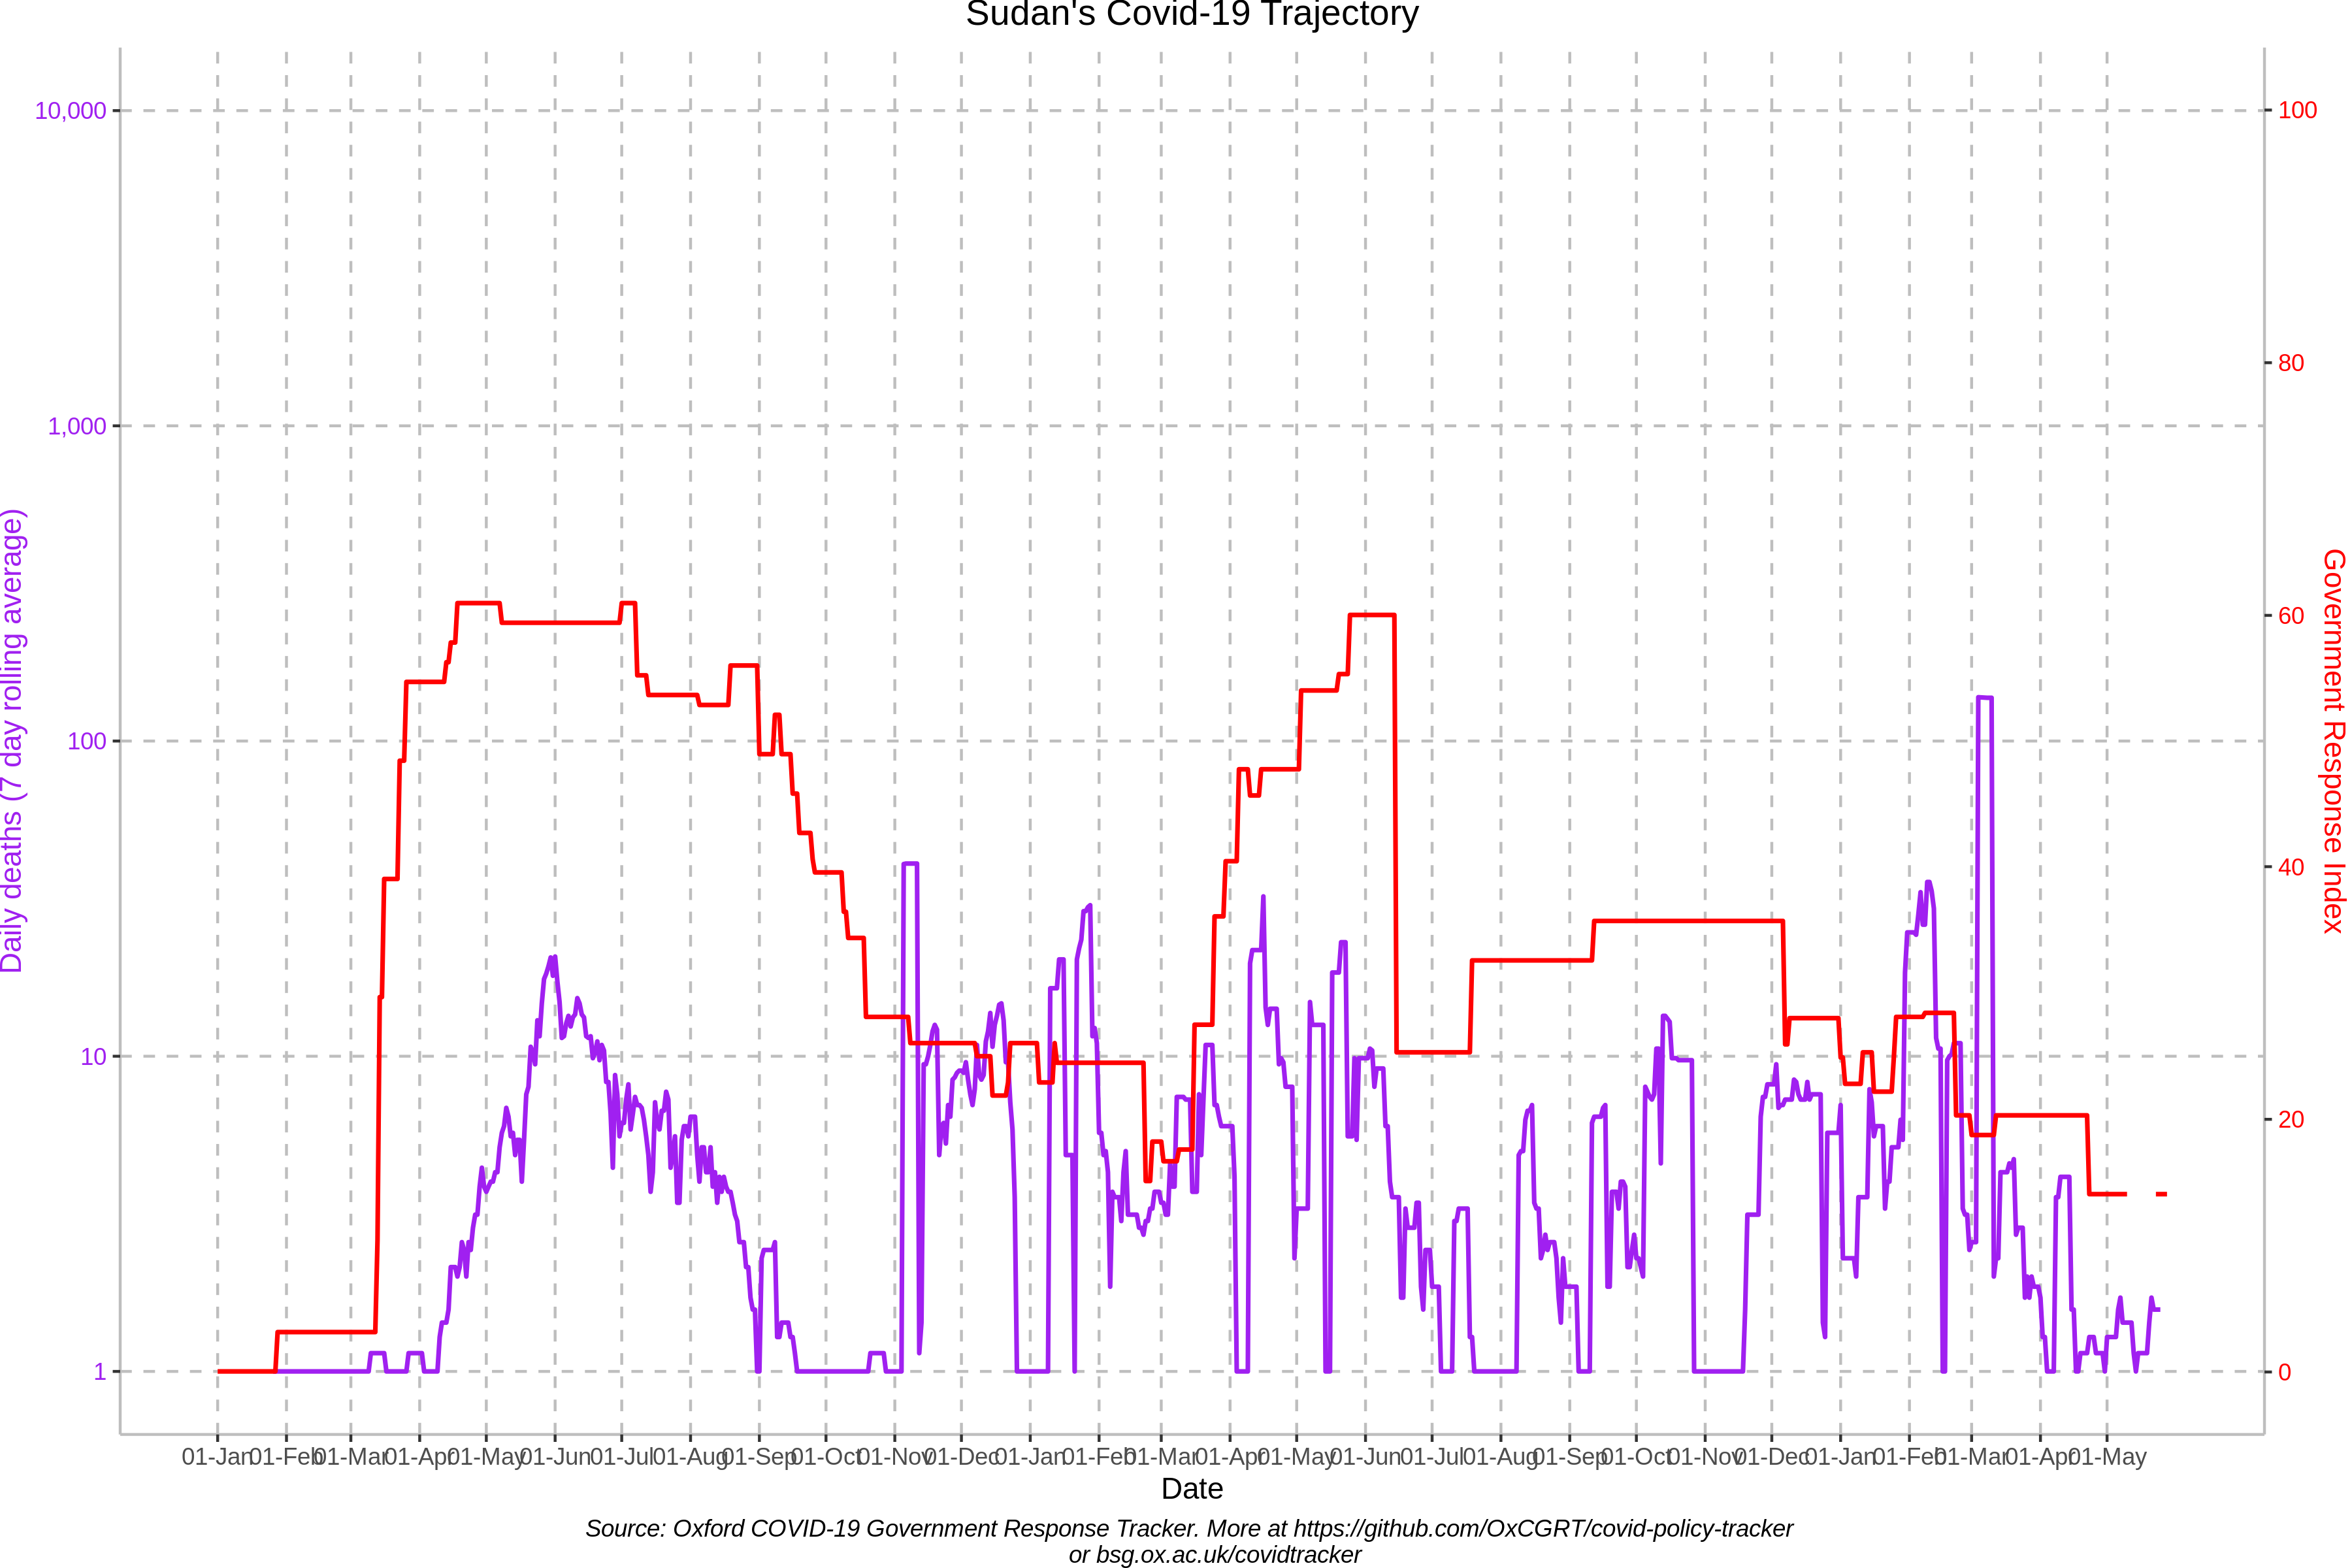 Sudan's Covid-19 Trajectory
10,000
1,000
100
10
1
Daily deaths (7 day rolling average)
100
80
60
40
20
0
Government Response Index
01-Jan 01-Feb 01-Mar 01-Apr 01-May 01-Jun 01-Jul 01-Aug 01-Sep 01-Oct 01-Nov 01-Dec 01-Jan 01-Feb 01-Mar 01-Apr 01-May 01-Jun 01-Jul 01-Aug 01-Sep 01-Oct 01-Nov 01-Dec 01-Jan 01-Feb 01-Mar 01-Apr 01-May
Date
Source: Oxford COVID-19 Government Response Tracker. More at https://github.com/OxCGRT/covid-policy-tracker
or bsg.ox.ac.uk/covidtracker